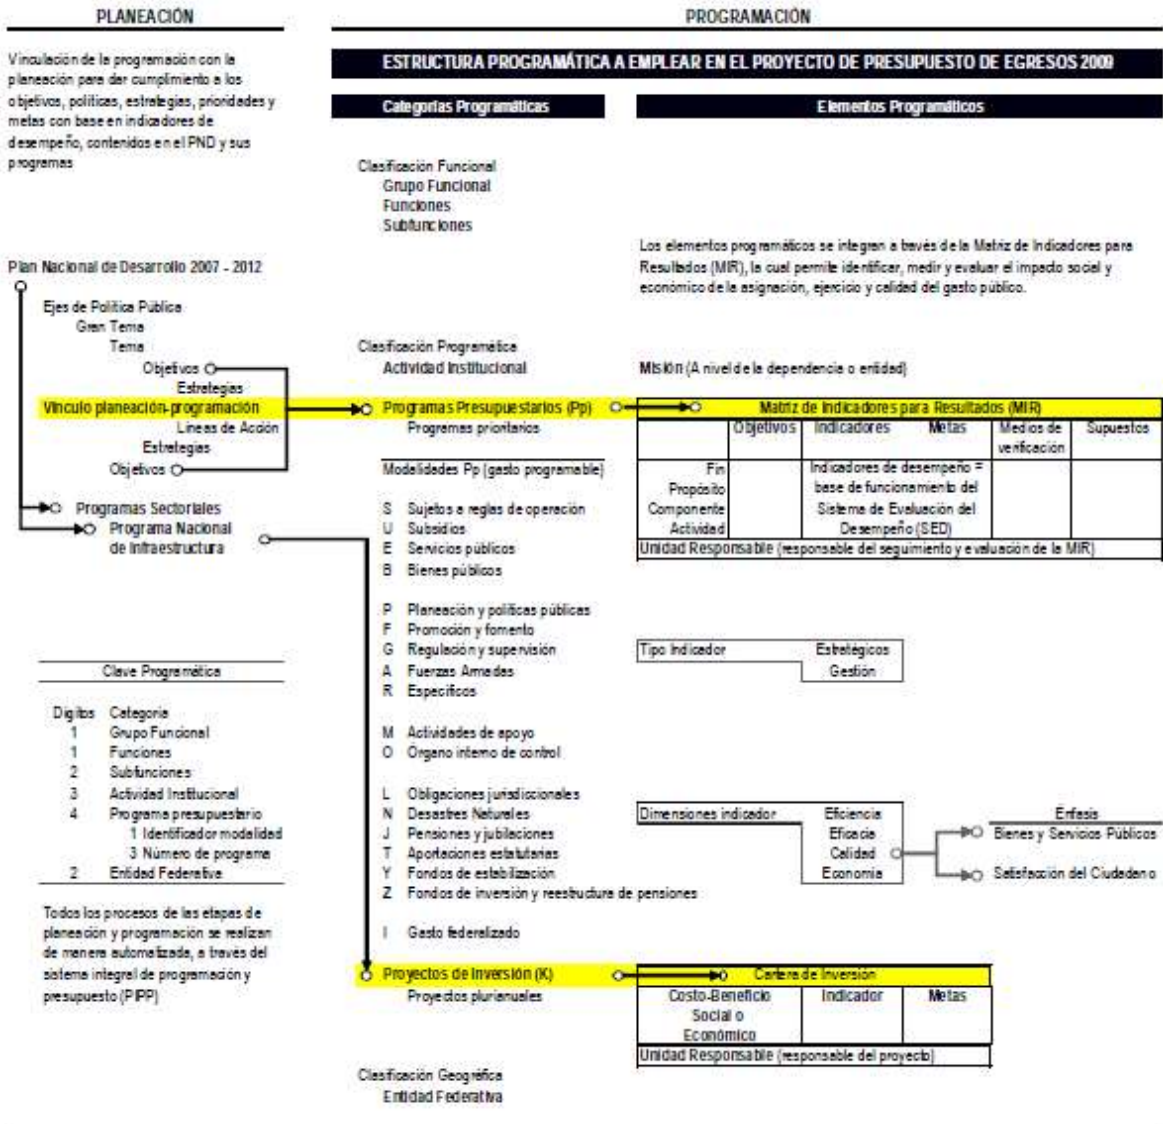 PLANEACIÓN
Vinculación de la programación con la
planeación para dar cumplimiento a los
objetivos, políticas, estrategias, prioridades y
metas con base en indicadores de
desempeño, contenidos en el PND y sus
programas
Plan Nacional de Desarrollo 2007 - 2012
Ejes de Política Pública
Gran Tema
Tema
Objetivos
Estrategias
Vínculo planeación-programación
Líneas de Acción
Estrategias
Objetivos
Programas Sectoriales
Programa Nacional
de Infraestructura
Clave Programática
Dígitos Categoría
1 Grupo Funcional
1 Funciones
2 Subfunciones
3 Actividad Institucional
4 Programa presupuestario
1 Identificador modalidad
3 Número de programa
2 Entidad Federativa
Todos los procesos de las etapas de
planeación y programación se realizan
de manera automatizada, a través del
sistema integral de programación y
presupuesto (PIPP)
PROGRAMACIÓN
ESTRUCTURA PROGRAMÁTICA A EMPLEAR EN EL PROYECTO DE PRESUPUESTO DE EGRESOS 2009
Categorías Programáticas
Clasificación Funcional
Grupo Funcional
Funciones
Subfunciones
Clasificación Programática
Actividad Institucional
Programas Presupuestarios (Pp)
Programas prioritarios
Modalidades Pp (gasto programable)
S Sujetos a reglas de operación
U Subsidios
E Servicios públicos
B Bienes públicos
P Planeación y políticas públicas
F Promoción y fomento
G Regulación y supervisión
A Fuerzas Armadas
R Específicos
M Actividades de apoyo
O Órgano interno de control
L Obligaciones jurisdiccionales
N Desastres Naturales
J Pensiones y jubilaciones
T Aportaciones estatutarias
Y Fondos de estabilización
Z Fondos de inversión y reestructura de pensiones
I Gasto federalizado
Proyectos de Inversión (K)
Proyectos plurianuales
Clasificación Geográfica
Entidad Federativa
Elementos Programáticos
Los elementos programáticos se integran a través de la Matriz de Indicadores para
Resultados (MIR), la cual permite identificar, medir y evaluar el impacto social y
económico de la asignación, ejercicio y calidad del gasto público.
Misión (A nivel de la dependencia o entidad)
Matriz de Indicadores para Resultados (MIR)
Objetivos Indicadores Metas Medios de Supuestos
verificación
Fin Indicadores de desempeño =
Propósito base de funcionamiento del
Componente Sistema de Evaluación del
Actividad Desempeño (SED)
Unidad Responsable (responsable del seguimiento y evaluación de la MIR)
Tipo Indicador Estratégicos
Gestión
Dimensiones indicador Eficiencia
Eficacia
Calidad
Economía
Énfasis
Bienes y Servicios Públicos
Satisfacción del Ciudadano
Cartera de Inversión
Costo-Beneficio Indicador Metas
Social o
Económico
Unidad Responsable (responsable del proyecto)